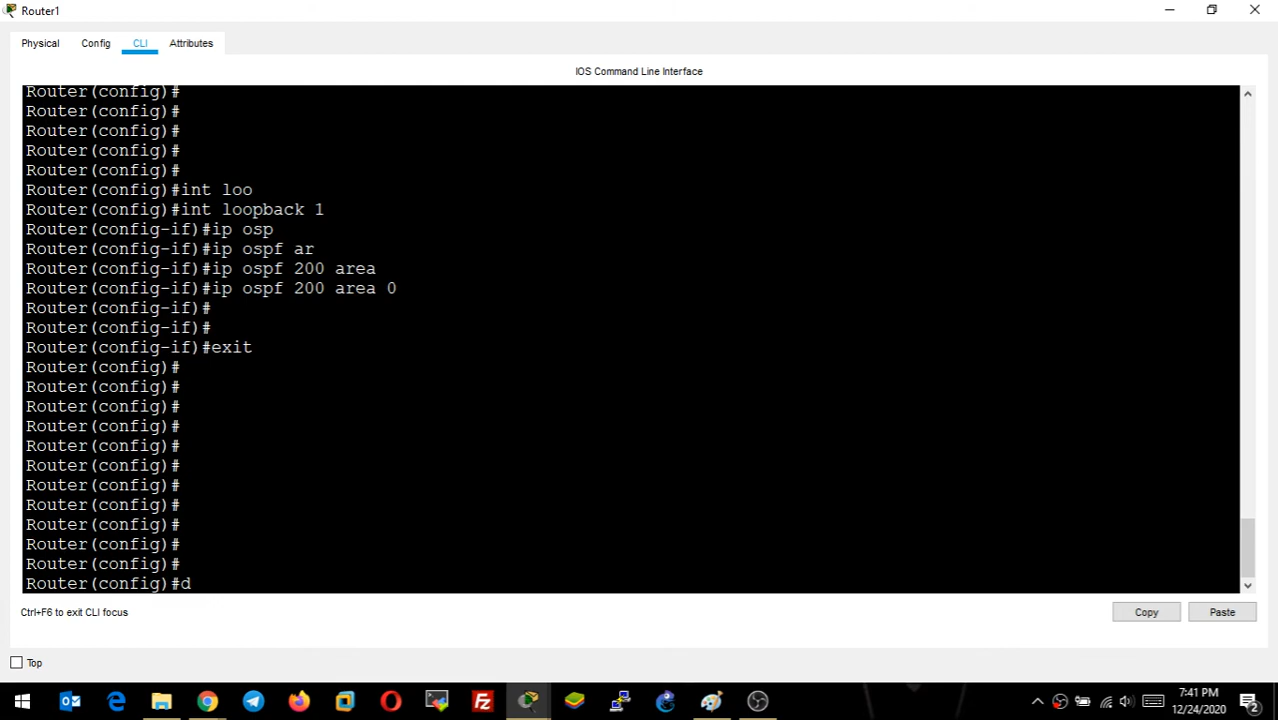 Router1
Physical Config CLI Attributes
IOS Command Line Interface
Router(config)#
Router(config)#
Router(config)#
Router(config)#
Router(config)#
Router(config)#int loo
Router(config)#int loopback 1
Router(config-if)#ip osp
Router(config-if)#ip ospf ar
Router(config-if)#ip ospf 200 area
Router(config-if)#ip ospf 200 area 0
Router(config-if)#
Router(config-if)#
Router(config-if)#exit
Router(config)#
Router(config)#
Router(config)#
Router(config)#
Router(config)#
Router(config)#
Router(config)#
Router(config)#
Router(config)#
Router(config)#
Router(config)#
Router(config)#d
Ctrl+F6 to exit CLI focus
Copy Paste
Top
7:41 PM
12/24/2020
2